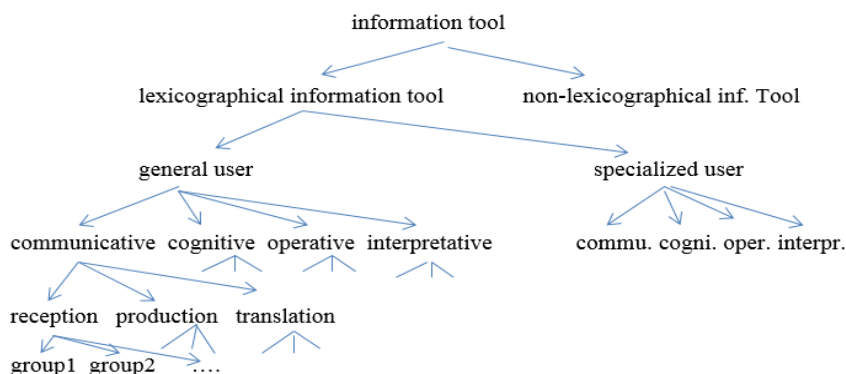 information tool
lexicographical information tool non-lexicographical inf. Tool
general user specialized user
communicative cognitive operative interpretative commu. cogni. oper. interpr.
reception production translation
group1 group2 ....